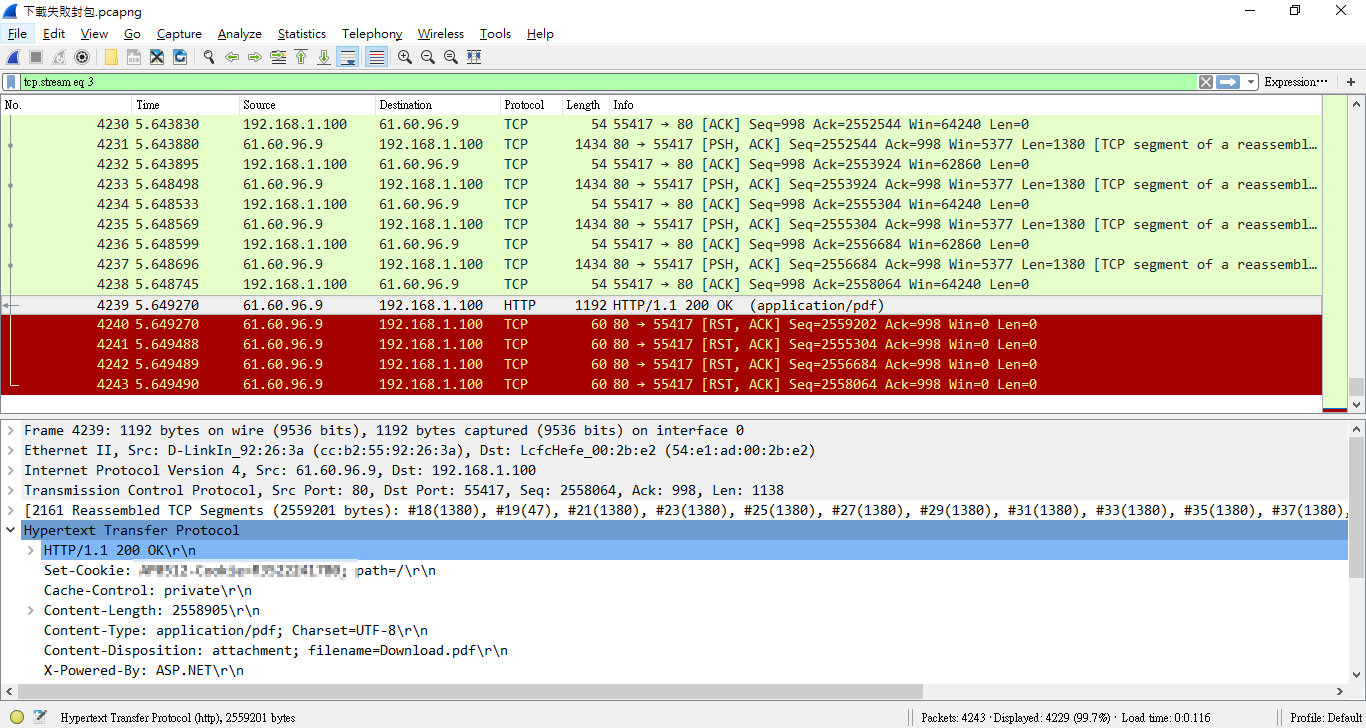 下載失敗封包.pcapng
File Edit View Go Capture Analyze Statistics Telephony Wireless Tools Help
tcp.stream eq 3 Expression⋯ +
No. Time Source Destination Protocol Length Info
4230 5.643830 192.168.1.100 61.60.96.9 TCP 54 55417 → 80 [ACK] Seq=998 Ack=2552544 Win=64240 Len=0
4231 5.643880 61.60.96.9 192.168.1.100 TCP 1434 80 → 55417 [PSH, ACK] Seq=2552544 Ack=998 Win=5377 Len=1380 [TCP segment of a reassembl…
4232 5.643895 192.168.1.100 61.60.96.9 TCP 54 55417 → 80 [ACK] Seq=998 Ack=2553924 Win=62860 Len=0
4233 5.648498 61.60.96.9 192.168.1.100 TCP 1434 80 → 55417 [PSH, ACK] Seq=2553924 Ack=998 Win=5377 Len=1380 [TCP segment of a reassembl…
4234 5.648533 192.168.1.100 61.60.96.9 TCP 54 55417 → 80 [ACK] Seq=998 Ack=2555304 Win=64240 Len=0
4235 5.648569 61.60.96.9 192.168.1.100 TCP 1434 80 → 55417 [PSH, ACK] Seq=2555304 Ack=998 Win=5377 Len=1380 [TCP segment of a reassembl…
4236 5.648599 192.168.1.100 61.60.96.9 TCP 54 55417 → 80 [ACK] Seq=998 Ack=2556684 Win=62860 Len=0
4237 5.648696 61.60.96.9 192.168.1.100 TCP 1434 80 → 55417 [PSH, ACK] Seq=2556684 Ack=998 Win=5377 Len=1380 [TCP segment of a reassembl…
4238 5.648745 192.168.1.100 61.60.96.9 TCP 54 55417 → 80 [ACK] Seq=998 Ack=2558064 Win=64240 Len=0
4239 5.649270 61.60.96.9 192.168.1.100 HTTP 1192 HTTP/1.1 200 OK (application/pdf)
4240 5.649270 61.60.96.9 192.168.1.100 TCP 60 80 → 55417 [RST, ACK] Seq=2559202 Ack=998 Win=0 Len=0
4241 5.649488 61.60.96.9 192.168.1.100 TCP 60 80 → 55417 [RST, ACK] Seq=2555304 Ack=998 Win=0 Len=0
4242 5.649489 61.60.96.9 192.168.1.100 TCP 60 80 → 55417 [RST, ACK] Seq=2556684 Ack=998 Win=0 Len=0
4243 5.649490 61.60.96.9 192.168.1.100 TCP 60 80 → 55417 [RST, ACK] Seq=2558064 Ack=998 Win=0 Len=0
Frame 4239: 1192 bytes on wire (9536 bits), 1192 bytes captured (9536 bits) on interface 0
Ethernet II, Src: D-LinkIn_92:26:3a (cc:b2:55:92:26:3a), Dst: LcfcHefe_00:2b:e2 (54:e1:ad:00:2b:e2)
Internet Protocol Version 4, Src: 61.60.96.9, Dst: 192.168.1.100
Transmission Control Protocol, Src Port: 80, Dst Port: 55417, Seq: 2558064, Ack: 998, Len: 1138
[2161 Reassembled TCP Segments (2559201 bytes): #18(1380), #19(47), #21(1380), #23(1380), #25(1380), #27(1380), #29(1380), #31(1380), #33(1380), #35(1380), #37(1380),
Hypertext Transfer Protocol
HTTP/1.1 200 OK\r\n
Set-Cookie: path=/\r\n
Cache-Control: private\r\n
Content-Length: 2558905\r\n
Content-Type: application/pdf; Charset=UTF-8\r\n
Content-Disposition: attachment; filename=Download.pdf\r\n
X-Powered-By: ASP.NET\r\n
Hypertext Transfer Protocol (http), 2559201 bytes Packets: 4243 · Displayed: 4229 (99.7%) · Load time: 0:0.116 Profile: Default